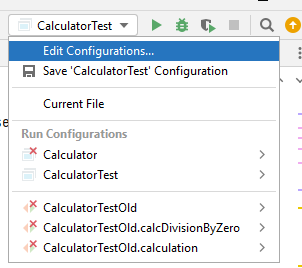 CalculatorTest
Edit Configurations...
Save 'CalculatorTest' Configuration
Current File
Run Configurations
Calculator
CalculatorTest
CalculatorTestOld
CalculatorTestOld.calcDivisionByZero
CalculatorTestOld.calculation